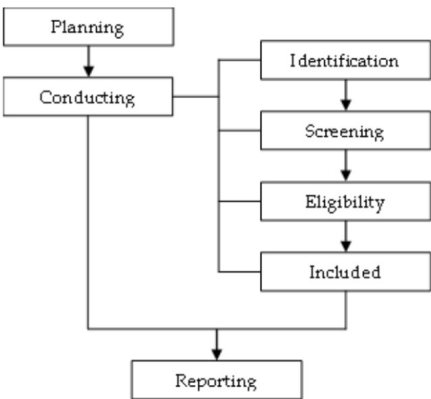 Planning
Conducting
Identification
Screening
Eligibility
Included
Reporting